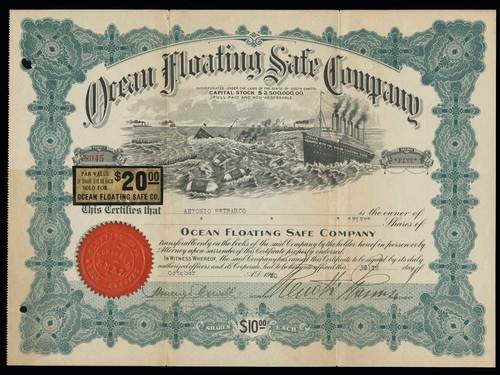 Ocean Floating Safe Company
INCORPORATED UNDER THE LAWS OF THE STATE OF SOUTH DAKOTA
CAPITAL STOCK $2,500,000.00.
FULL PAID AND NON-ASSESSABLE.
PAR VALUE
SOLD FOR
$20.00
OCEAN FLOATING SAFE CO.
This Certifies that ANTONIO PETRARCO is the owner of
Shares of
OCEAN FLOATING SAFE COMPANY
transferable only on the books of the said Company by the holder hereof in person or by
Attorney upon surrender of this Certificate properly endorsed.
IN WITNESS WHEREOF, the said Company has caused this Certificate to be signed by its duly
authorized officers and its Corporate Seal to be hereunto affixed this day of
October A.D.
SHARES $10.00 EACH